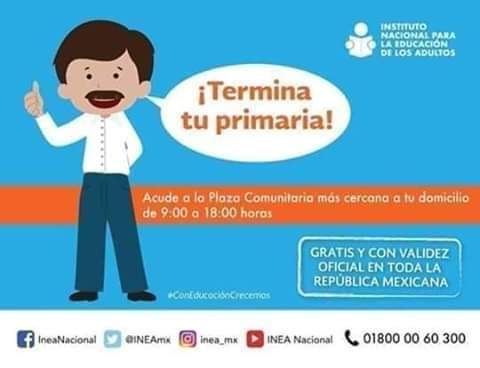 INSTITUTO
NACIONAL PARA
LA EDUCACIÓN
DE LOS ADULTOS
¡Termina
tu primaria!
Acude a la Plaza Comunitaria más cercana a tu domicilio
de 9:00 a 18:00 horas
GRATIS Y CON VALIDEZ
OFICIAL EN TODA LA
REPÚBLICA MEXICANA
#ConEducaciónCrecemos
IneaNacional @INEAmx inea_mx INEA Nacional 01800 00 60 300